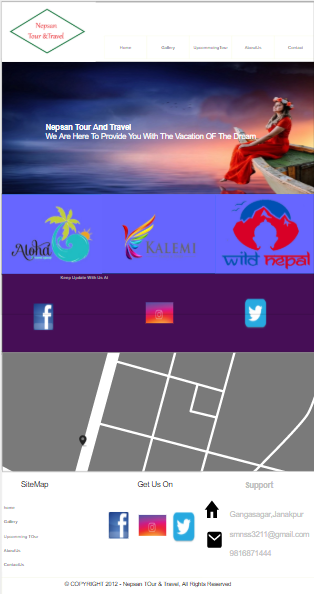 Nepsan
Tour &Travel
Home Gallery UpcommingTour AboutUs Contact
Nepsan Tour And Travel
We Are Here To Provide You With The Vacation OF The Dream
Aloha
KALEMI
wild nepal
Keep Update With Us At
SiteMap Get Us On Support
Home
Gallery
Upcomming TOur
AboutUs
ContactUs
Gangasagar,Janakpur
smnss3211@gmail.com
9816871444
© COPYRIGHT 2012 - Nepsan TOur & Travel, All Rights Reserved